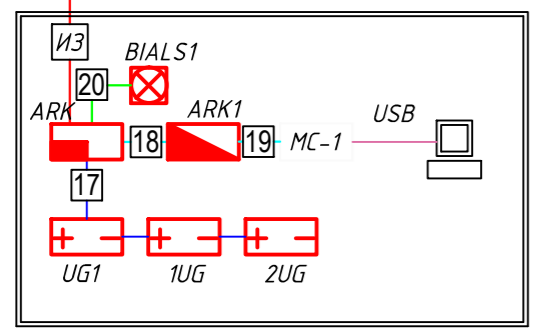 ИЗ
BIALS1
20
ARK
ARK1
USB
18
19
МС-1
17
+ −
+ −
+ −
UG1
1UG
2UG